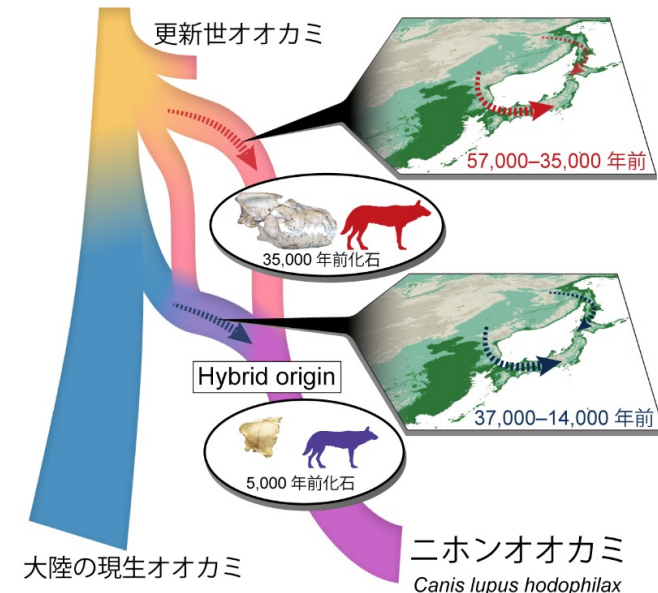 更新世オオカミ
57,000–35,000 年前
35,000 年前化石
Hybrid origin
37,000–14,000 年前
5,000 年前化石
大陸の現生オオカミ
ニホンオオカミ
Canis lupus hodophilax